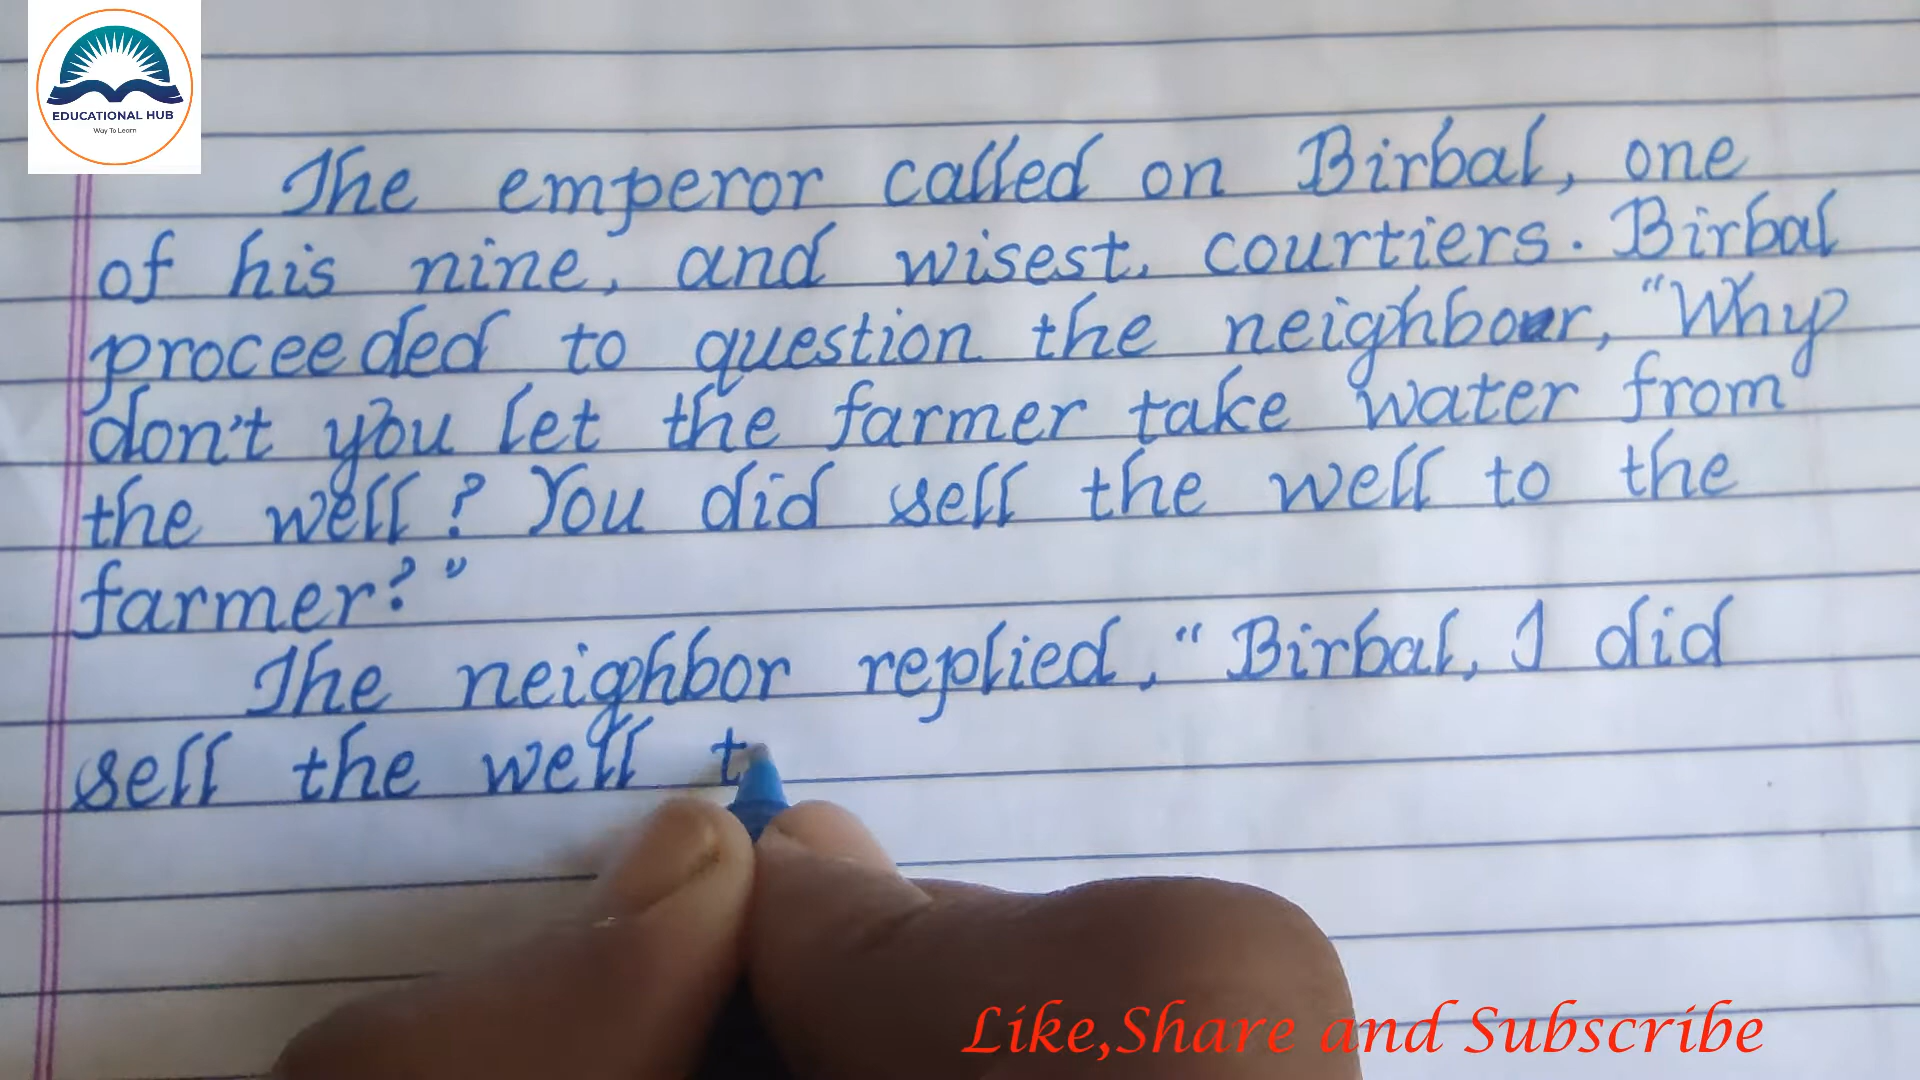 EDUCATIONAL HUB
Way To Learn
The emperor called on Birbal, one
of his nine, and wisest, courtiers. Birbal
proceeded to question the neighbor, "Why
don't you let the farmer take water from
the well? You did sell the well to the
farmer?"
The neighbor replied, "Birbal, I did
sell the well t
Like,Share and Subscribe